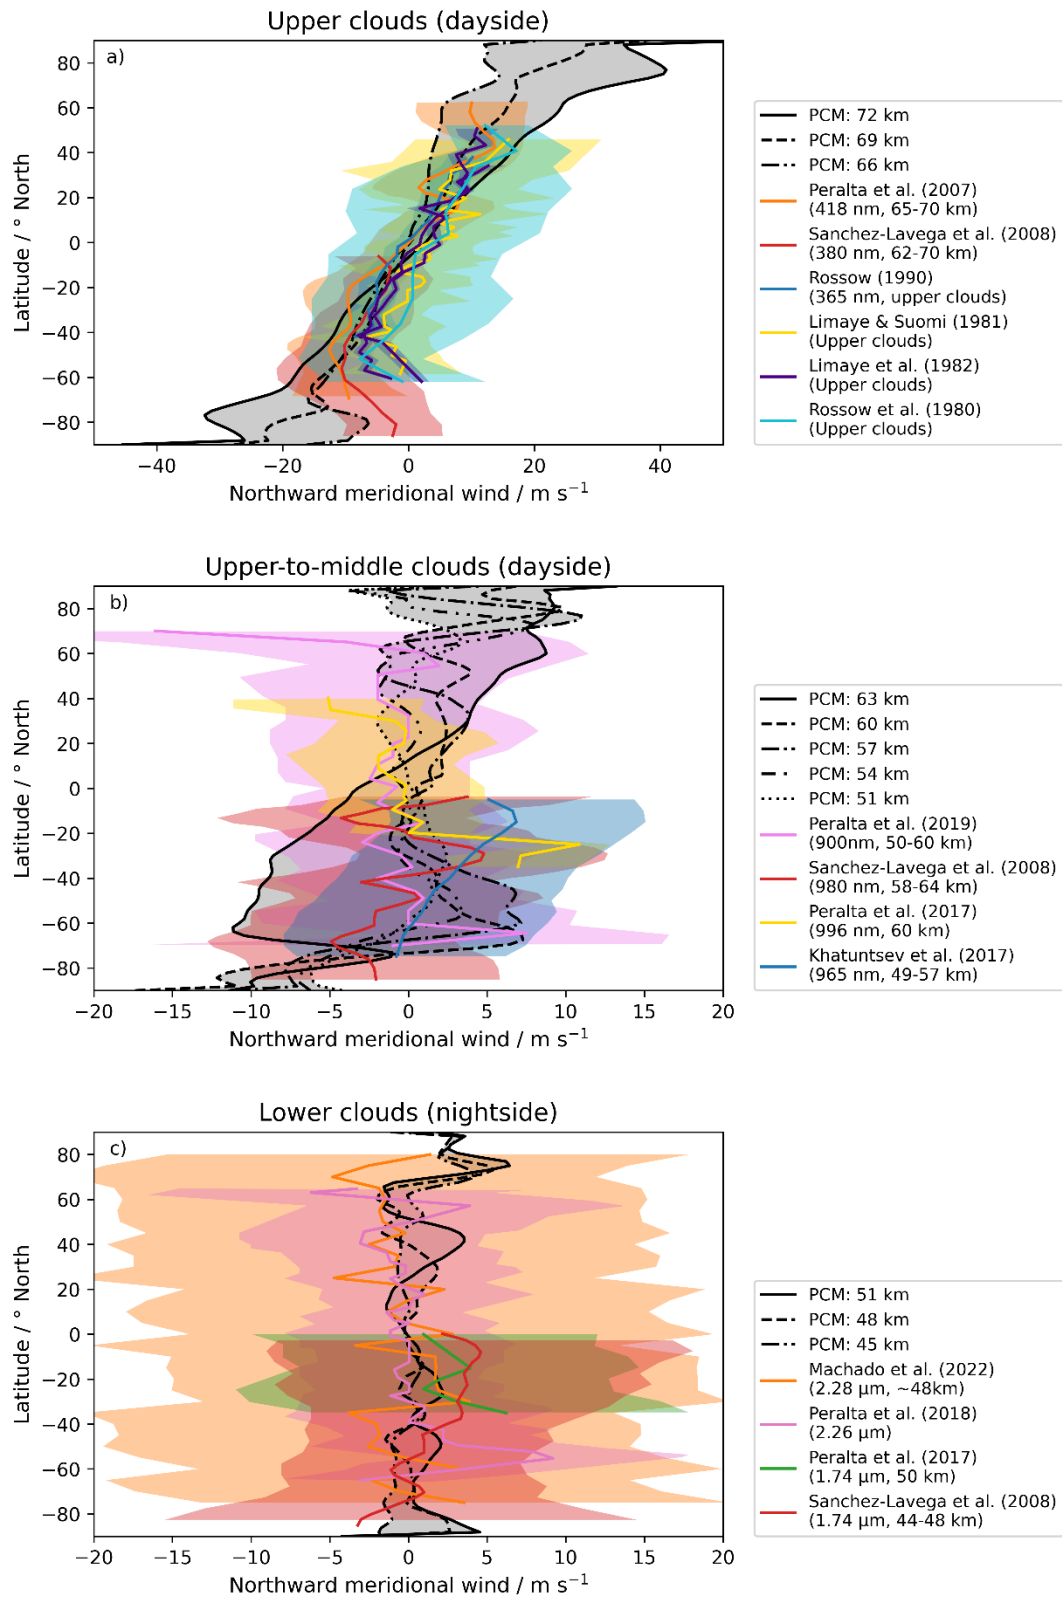 Upper clouds (dayside)
a)
80
60
40
20
0
−20
−40
−60
−80
Latitude / ° North
−40 −20 0 20 40
Northward meridional wind / m s⁻¹
PCM: 72 km
PCM: 69 km
PCM: 66 km
Peralta et al. (2007)
(418 nm, 65-70 km)
Sanchez-Lavega et al. (2008)
(380 nm, 62-70 km)
Rossow (1990)
(365 nm, upper clouds)
Limaye & Suomi (1981)
(Upper clouds)
Limaye et al. (1982)
(Upper clouds)
Rossow et al. (1980)
(Upper clouds)
Upper-to-middle clouds (dayside)
b)
80
60
40
20
0
−20
−40
−60
−80
Latitude / ° North
−20 −15 −10 −5 0 5 10 15 20
Northward meridional wind / m s⁻¹
PCM: 63 km
PCM: 60 km
PCM: 57 km
PCM: 54 km
PCM: 51 km
Peralta et al. (2019)
(900nm, 50-60 km)
Sanchez-Lavega et al. (2008)
(980 nm, 58-64 km)
Peralta et al. (2017)
(996 nm, 60 km)
Khatuntsev et al. (2017)
(965 nm, 49-57 km)
Lower clouds (nightside)
c)
80
60
40
20
0
−20
−40
−60
−80
Latitude / ° North
−20 −15 −10 −5 0 5 10 15 20
Northward meridional wind / m s⁻¹
PCM: 51 km
PCM: 48 km
PCM: 45 km
Machado et al. (2022)
(2.28 μm, ~48km)
Peralta et al. (2018)
(2.26 μm)
Peralta et al. (2017)
(1.74 μm, 50 km)
Sanchez-Lavega et al. (2008)
(1.74 μm, 44-48 km)